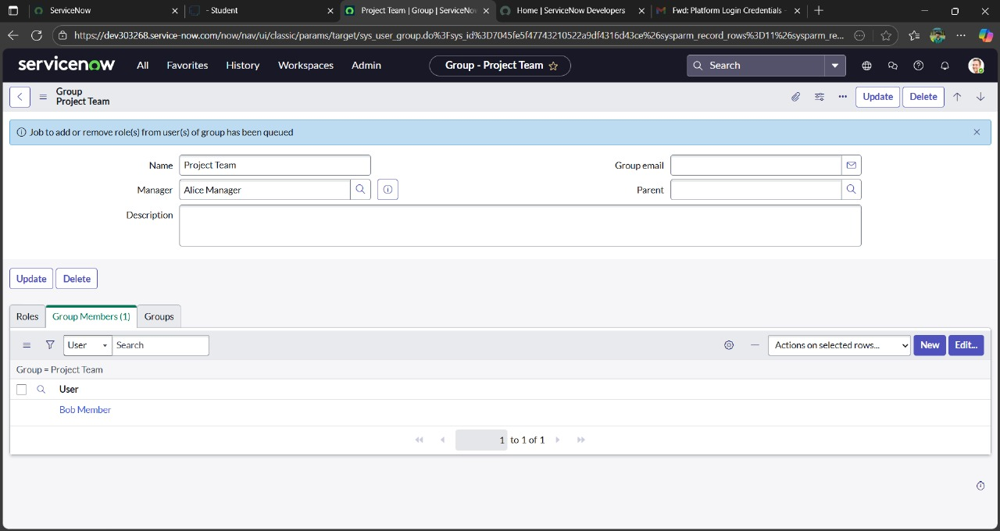 ServiceNow
- Student
Project Team | Group | ServiceNow
Home | ServiceNow Developers
Fwd: Platform Login Credentials -
https://dev303268.service-now.com/now/nav/ui/classic/params/target/sys_user_group.do%3Fsys_id%3D7045fe5f47743210522a9df4316d43ce%26sysparm_record_rows%3D11%26sysparm_re...
servicenow
All
Favorites
History
Workspaces
Admin
Group - Project Team
Search
Group
Project Team
Update
Delete
Job to add or remove role(s) from user(s) of group has been queued
Name
Project Team
Group email
Manager
Alice Manager
Parent
Description
Update
Delete
Roles
Group Members (1)
Groups
User
Search
Actions on selected rows...
New
Edit...
Group = Project Team
User
Bob Member
1 to 1 of 1